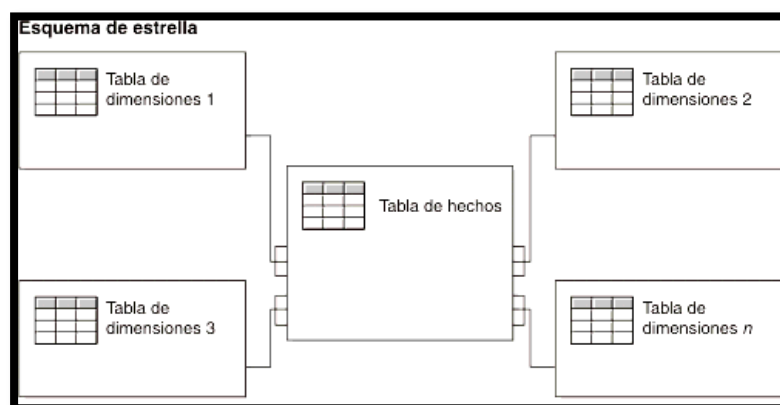 Esquema de estrella
Tabla de
dimensiones 1
Tabla de
dimensiones 2
Tabla de hechos
Tabla de
dimensiones 3
Tabla de
dimensiones n